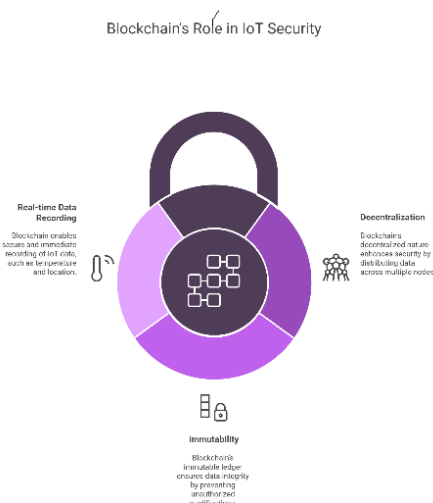 Blockchain's Role in IoT Security
Real-time Data
Recording
Blockchain enables
secure and immediate
recording of IoT data,
such as temperature
and location.
Decentralization
Blockchain's
decentralized nature
enhances security by
distributing data
across multiple nodes
Immutability
Blockchain's
immutable ledger
ensures data integrity
by preventing
unauthorized